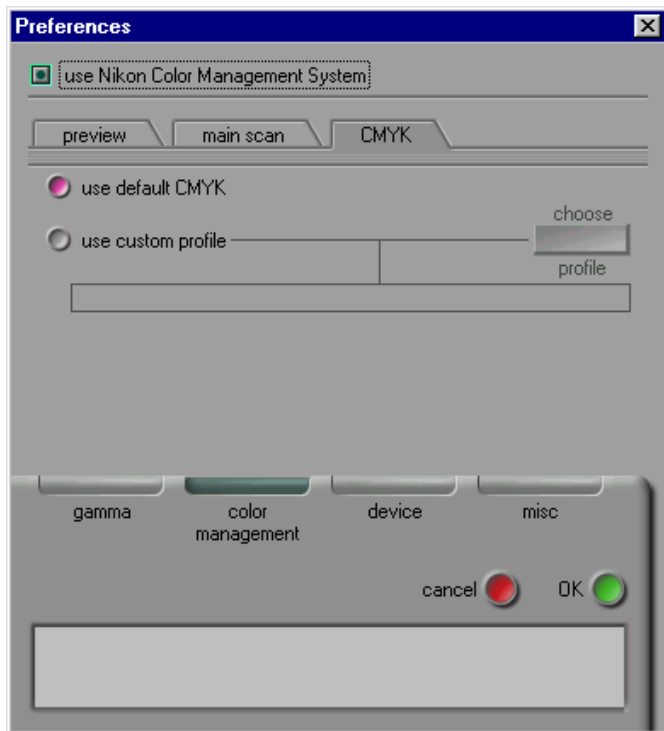 Preferences
use Nikon Color Management System
preview main scan CMYK
use default CMYK
choose
use custom profile
profile
gamma color management device misc
cancel OK